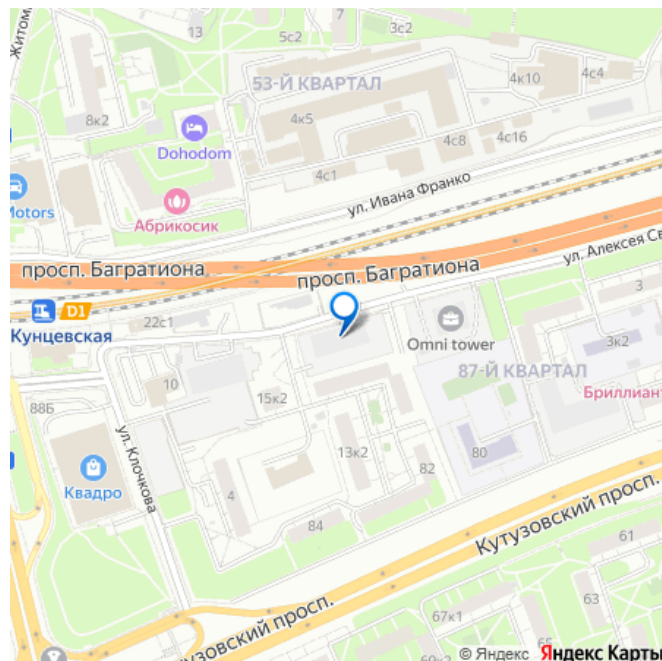 Житом
13
5с2
7
3с2
4к10
4с4
53-Й КВАРТАЛ
8к2
4к5
Dohodom
4с8
4с16
4с1
Motors
Абрикосик
ул. Ивана Франко
просп. Багратиона
просп. Багратиона
ул. Алексея Св
D1
Кунцевская
22с1
Omni tower
3
3к2
10
87-Й КВАРТАЛ
Бриллиант
88Б
15к2
ул. Клочкова
Квадро
13к2
80
82
4
84
Кутузовский просп.
61
63
67к1
тузовский просп.
© Яндекс Яндекс Карты